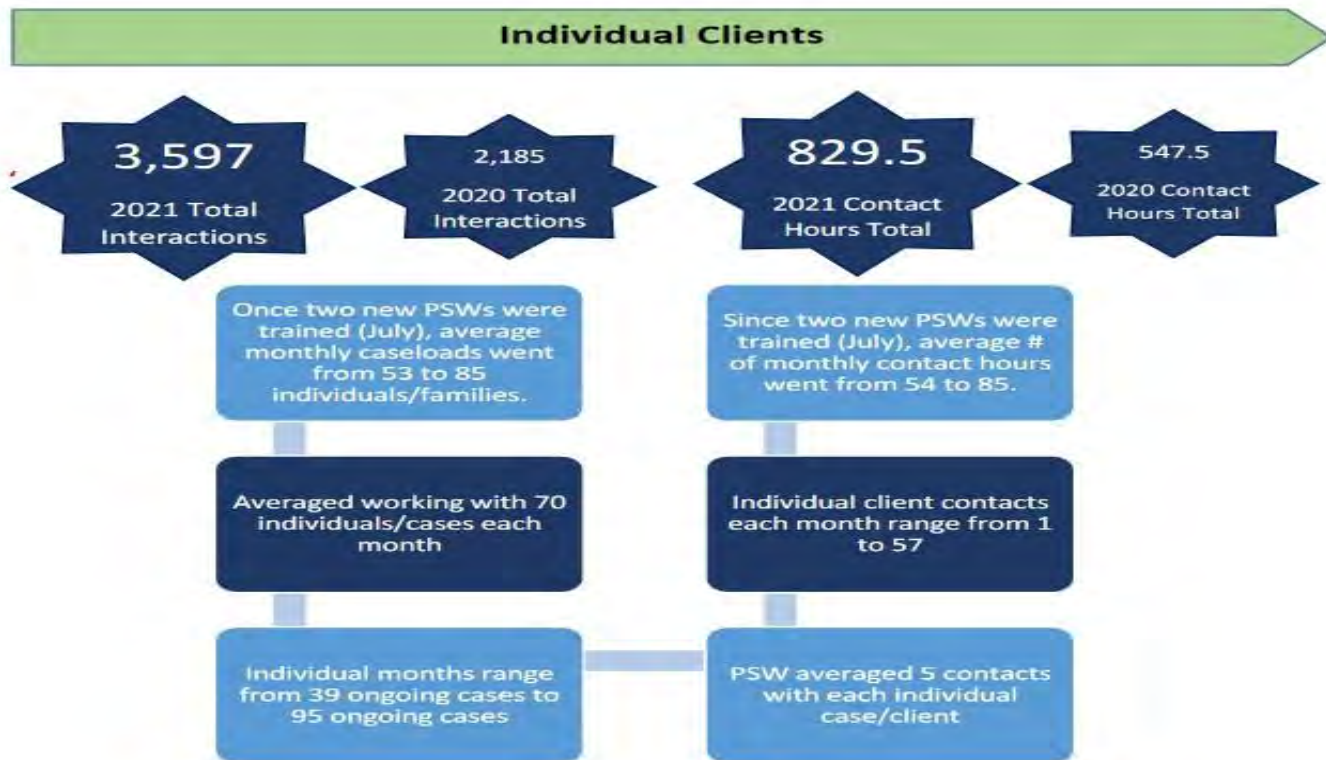 Individual Clients
3,597
2021 Total
Interactions
2,185
2020 Total
Interactions
829.5
2021 Contact
Hours Total
547.5
2020 Contact
Hours Total
Once two new PSWs were
trained (July), average
monthly caseloads went
from 53 to 85
individuals/families.
Since two new PSWs were
trained (July), average #
of monthly contact hours
went from 54 to 85.
Averaged working with 70
individuals/cases each
month
Individual client contacts
each month range from 1
to 57
Individual months range
from 39 ongoing cases to
95 ongoing cases
PSW averaged 5 contacts
with each individual
case/client